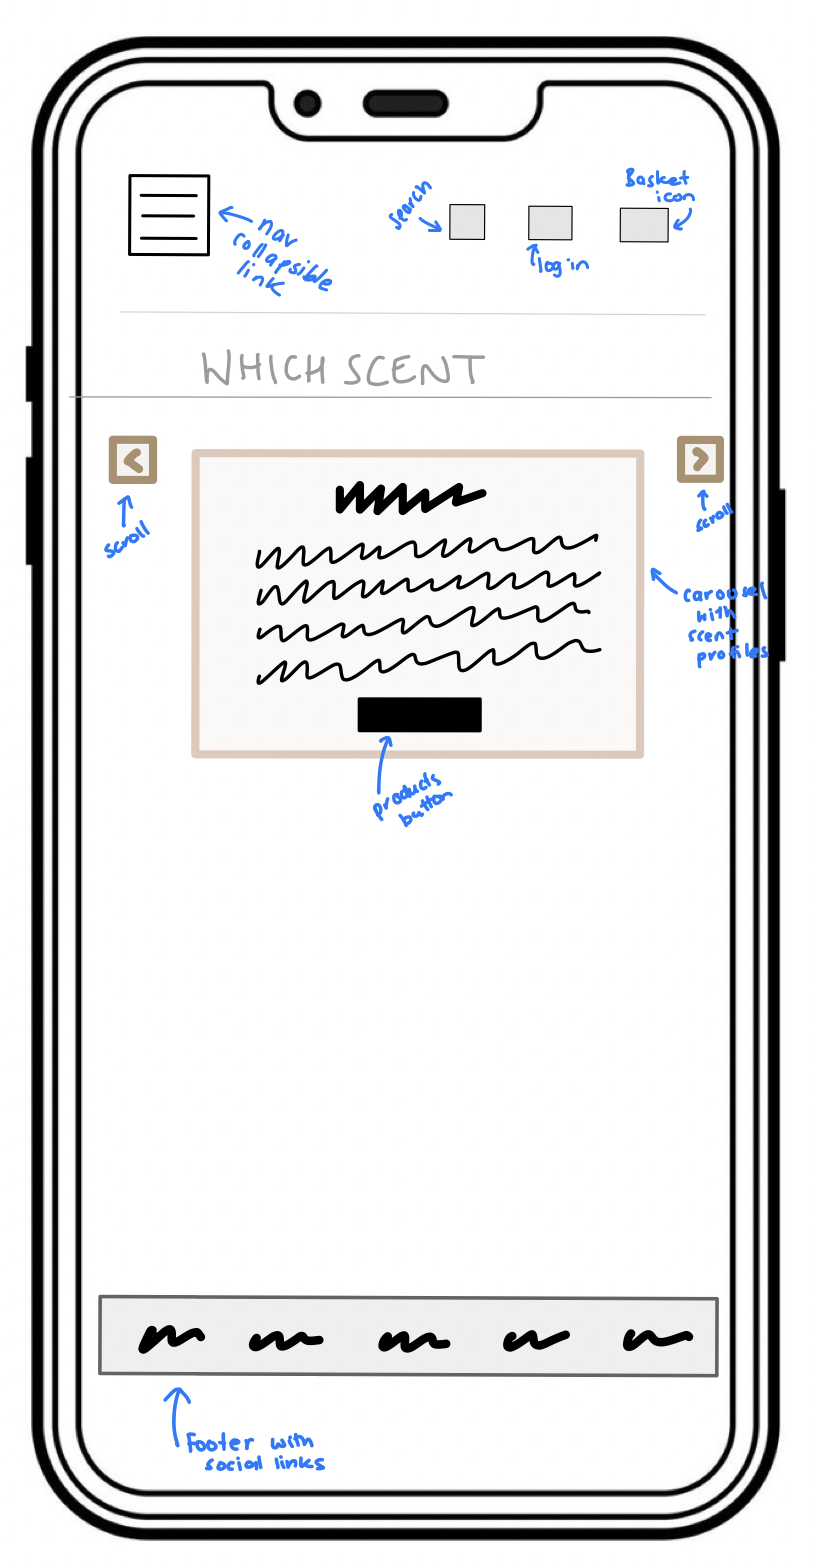 Basket
icon
search
nav
collapsible
link
log in
WHICH SCENT
<
>
scroll
scroll
carousel
with
scent
profiles
products
button
Footer with
social links